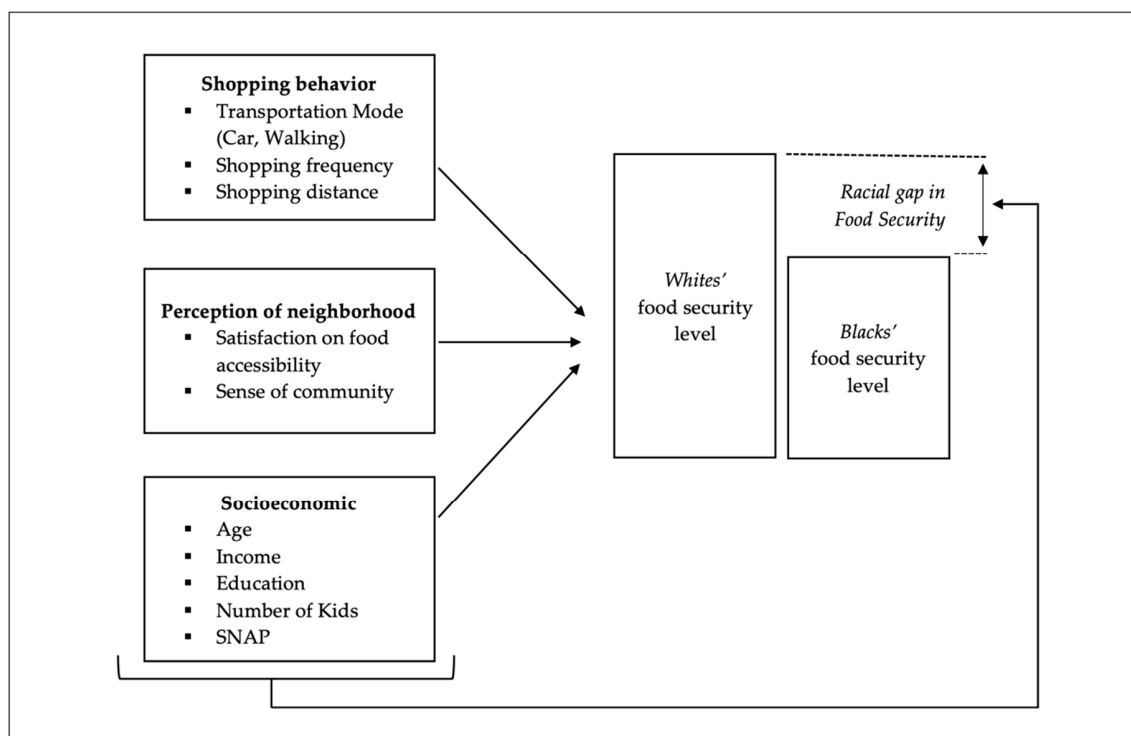 Shopping behavior
▪ Transportation Mode
(Car, Walking)
▪ Shopping frequency
▪ Shopping distance
Perception of neighborhood
▪ Satisfaction on food
accessibility
▪ Sense of community
Socioeconomic
▪ Age
▪ Income
▪ Education
▪ Number of Kids
▪ SNAP
Whites’
food security
level
Blacks’
food security
level
Racial gap in
Food Security